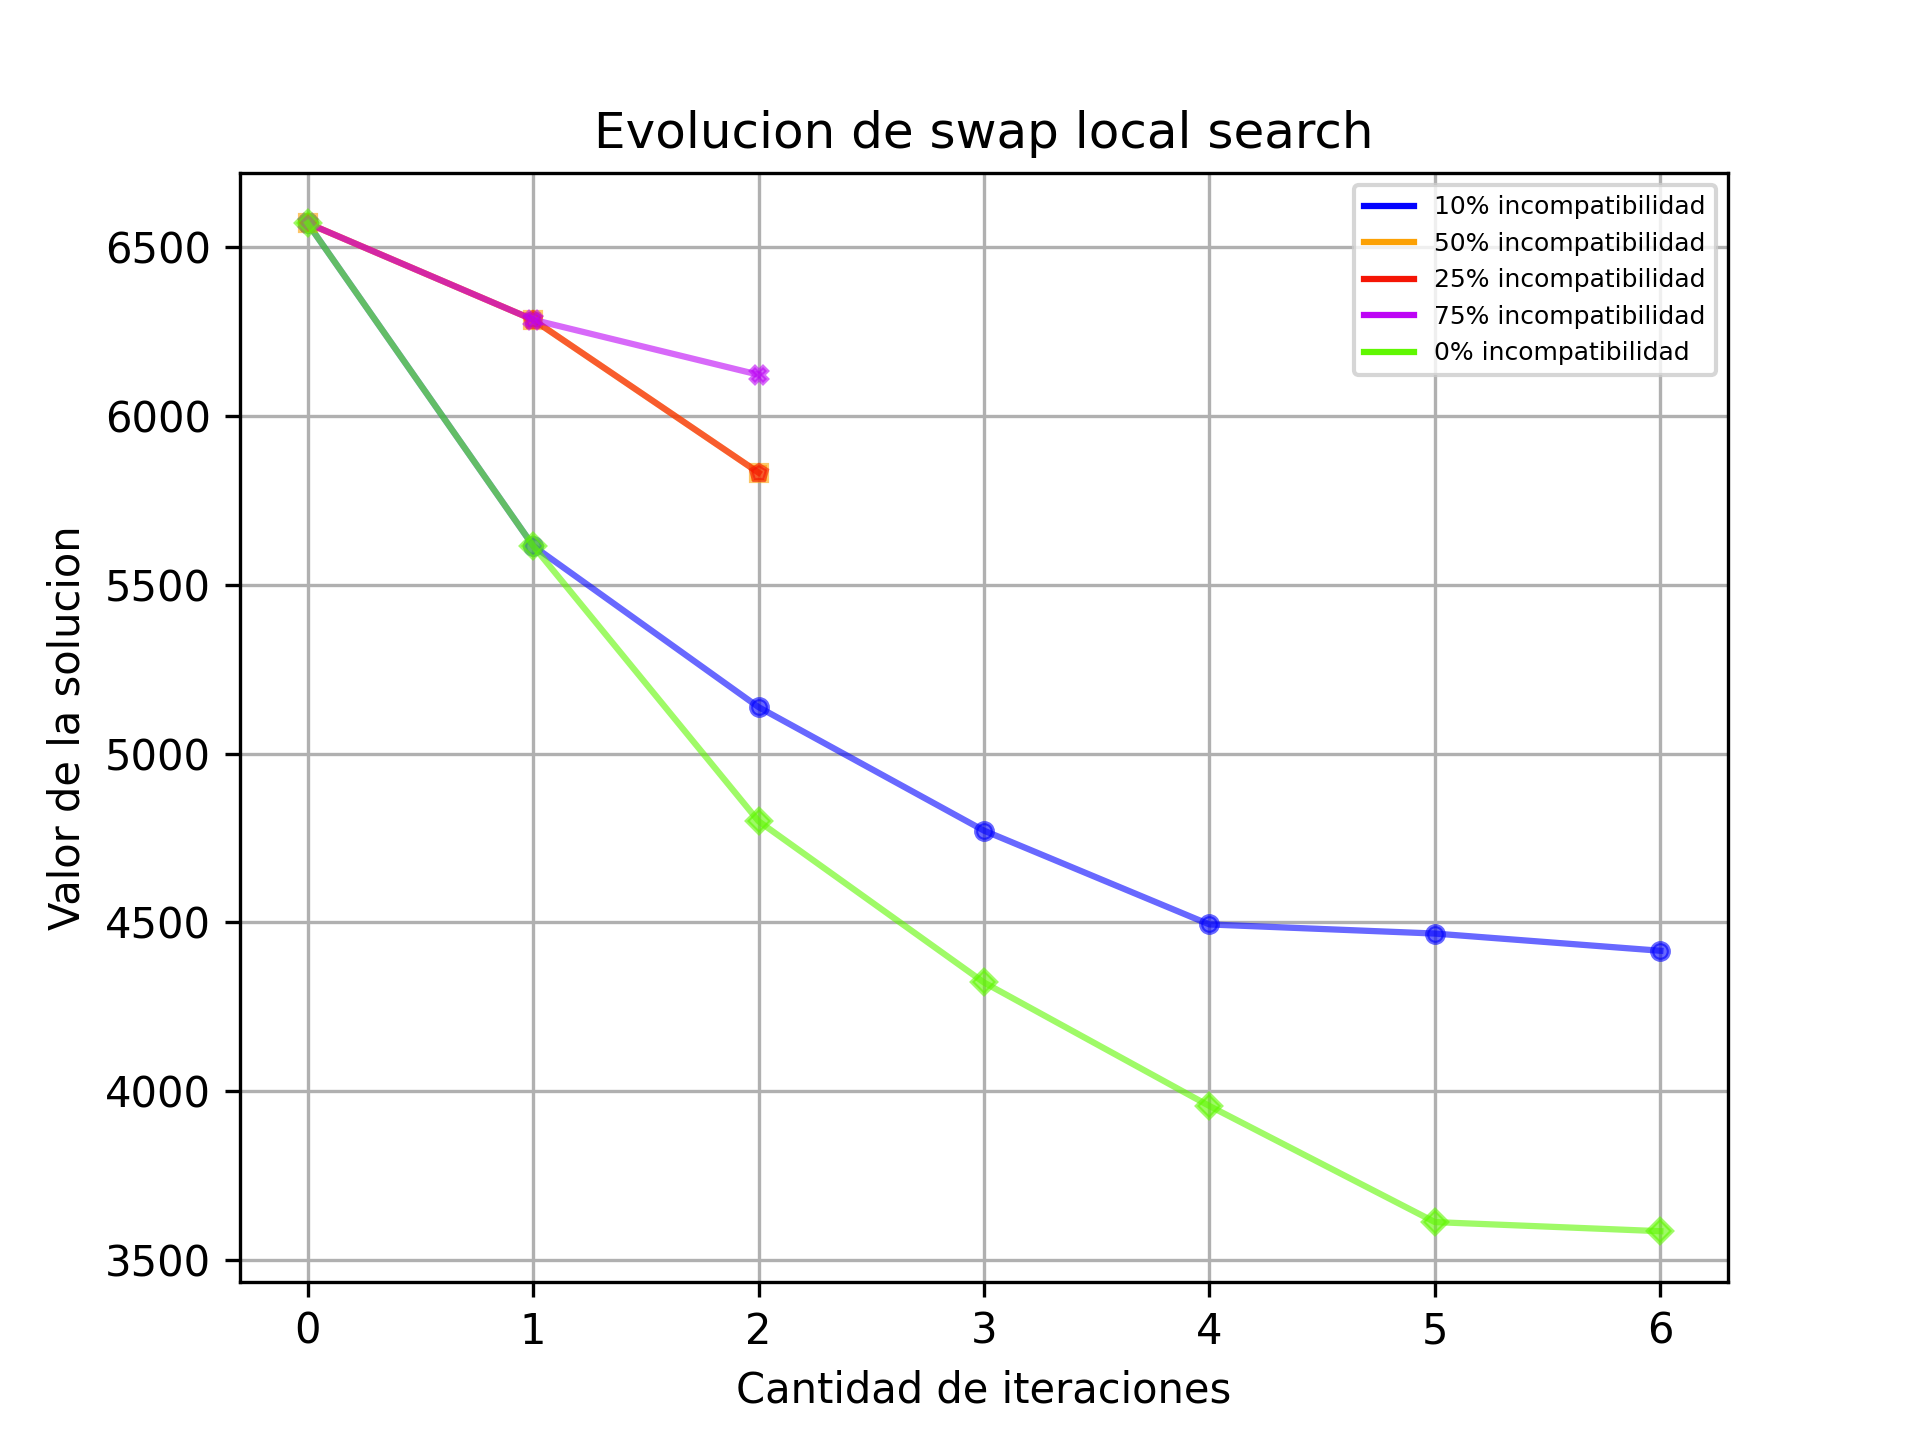 Evolucion de swap local search
10% incompatibilidad
50% incompatibilidad
25% incompatibilidad
75% incompatibilidad
0% incompatibilidad
Valor de la solucion
6500
6000
5500
5000
4500
4000
3500
0 1 2 3 4 5 6
Cantidad de iteraciones